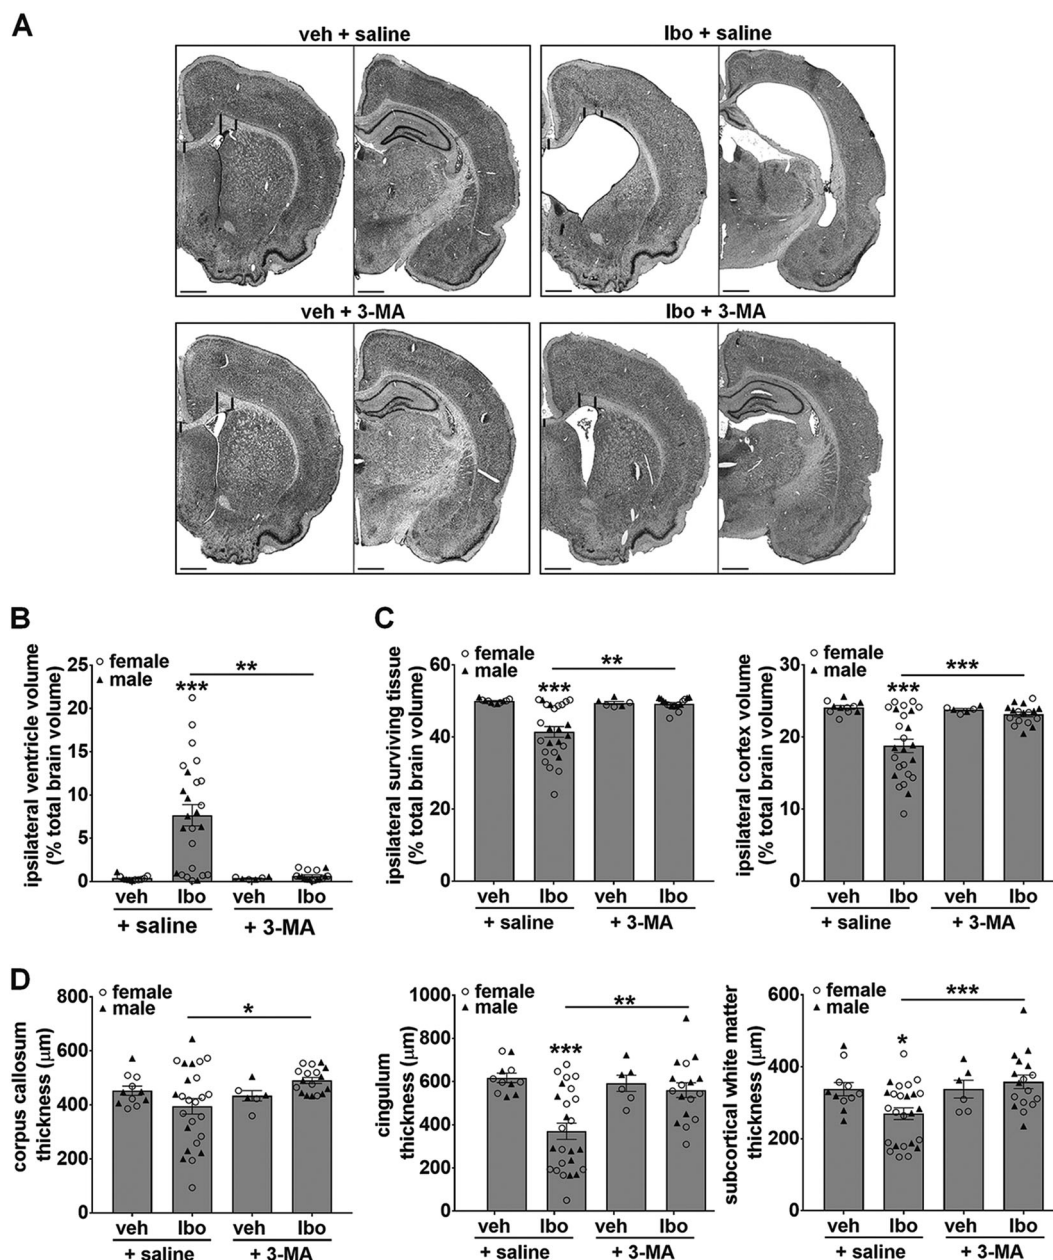 A
veh + saline
Ibo + saline
veh + 3-MA
Ibo + 3-MA
B
ipsilateral ventricle volume
(% total brain volume)
○ female
▲ male
25
20
15
10
5
0
***
**
veh
Ibo
veh
Ibo
+ saline
+ 3-MA
C
ipsilateral surviving tissue
(% total brain volume)
○ female
▲ male
60
40
20
0
***
**
veh
Ibo
veh
Ibo
+ saline
+ 3-MA
ipsilateral cortex volume
(% total brain volume)
○ female
▲ male
30
20
10
0
***
***
veh
Ibo
veh
Ibo
+ saline
+ 3-MA
D
corpus callosum
thickness (μm)
○ female
▲ male
800
600
400
200
0
*
veh
Ibo
veh
Ibo
+ saline
+ 3-MA
cingulum
thickness (μm)
○ female
▲ male
1000
800
600
400
200
0
***
**
veh
Ibo
veh
Ibo
+ saline
+ 3-MA
subcortical white matter
thickness (μm)
○ female
▲ male
600
400
200
0
*
***
veh
Ibo
veh
Ibo
+ saline
+ 3-MA